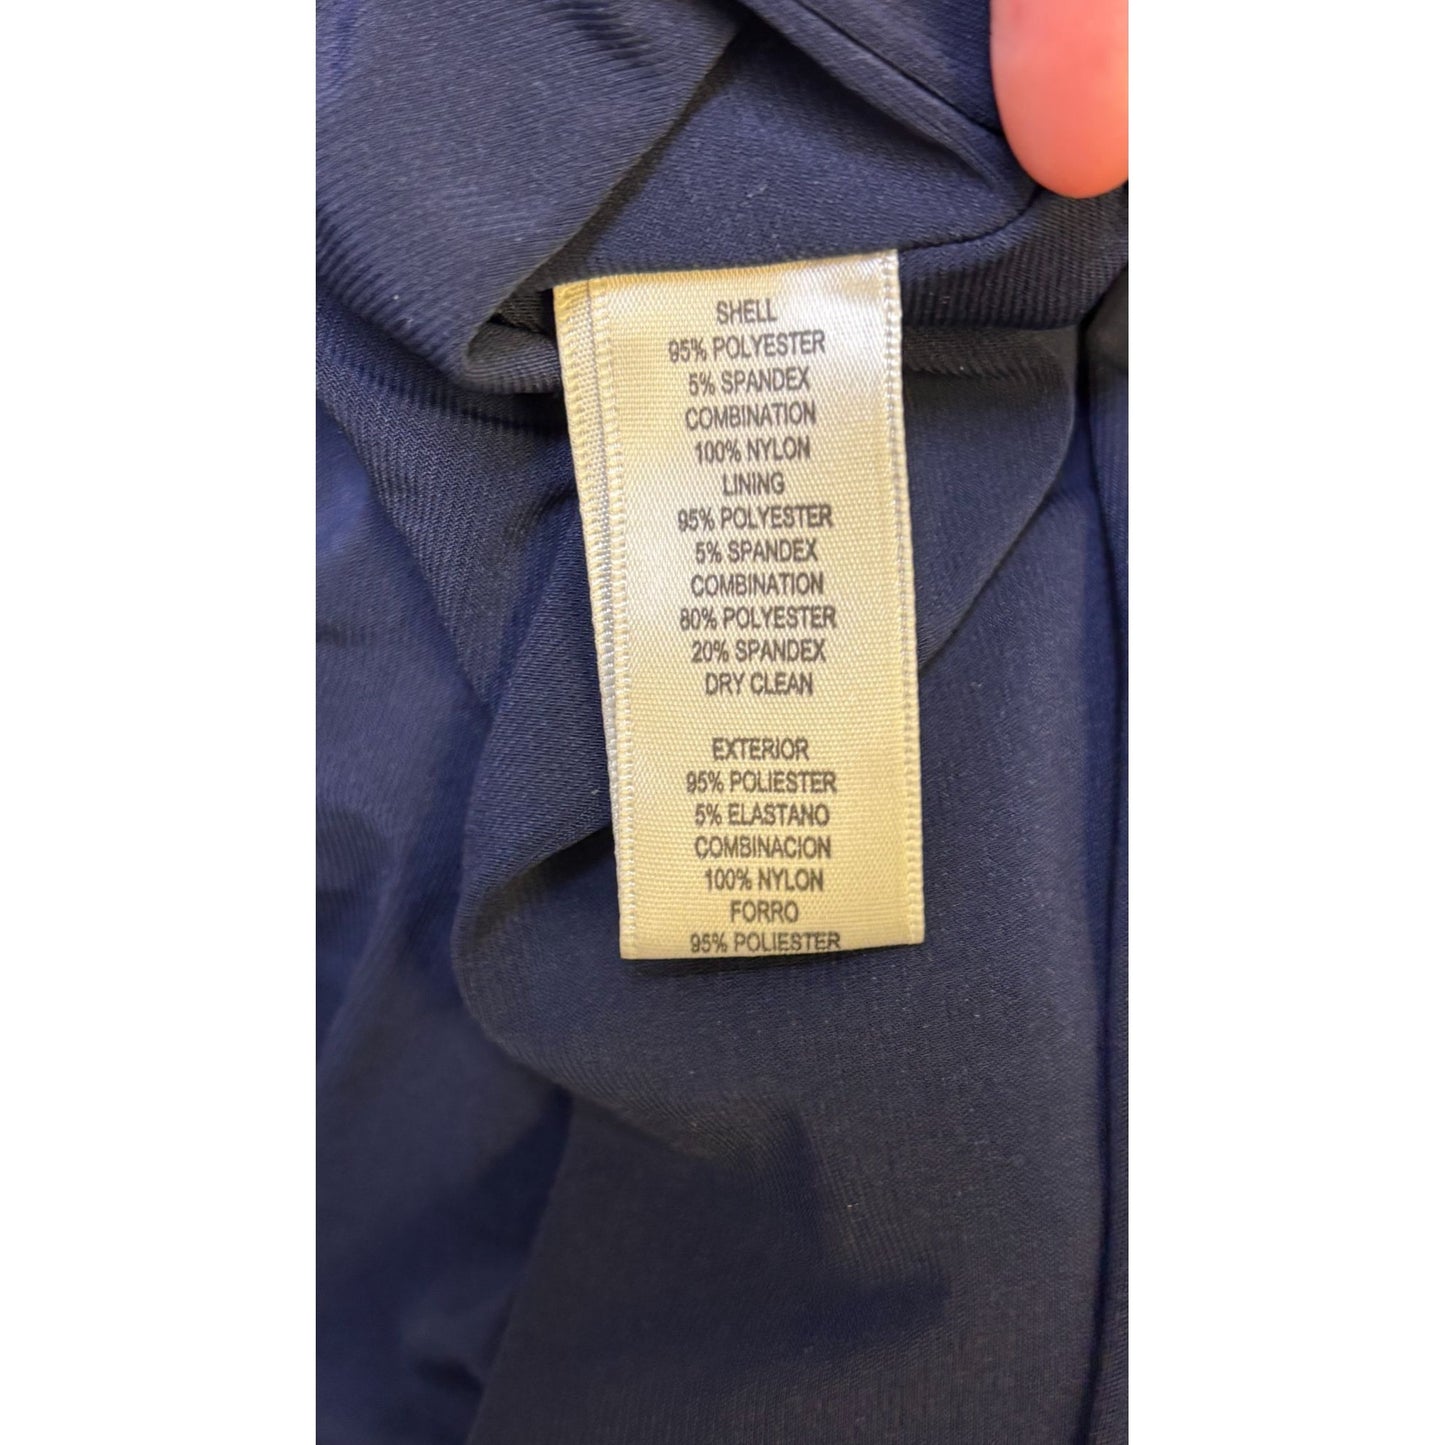 SHELL
95% POLYESTER
5% SPANDEX
COMBINATION
100% NYLON
LINING
95% POLYESTER
5% SPANDEX
COMBINATION
80% POLYESTER
20% SPANDEX
DRY CLEAN
EXTERIOR
95% POLIESTER
5% ELASTANO
COMBINACION
100% NYLON
FORRO
95% POLIESTER